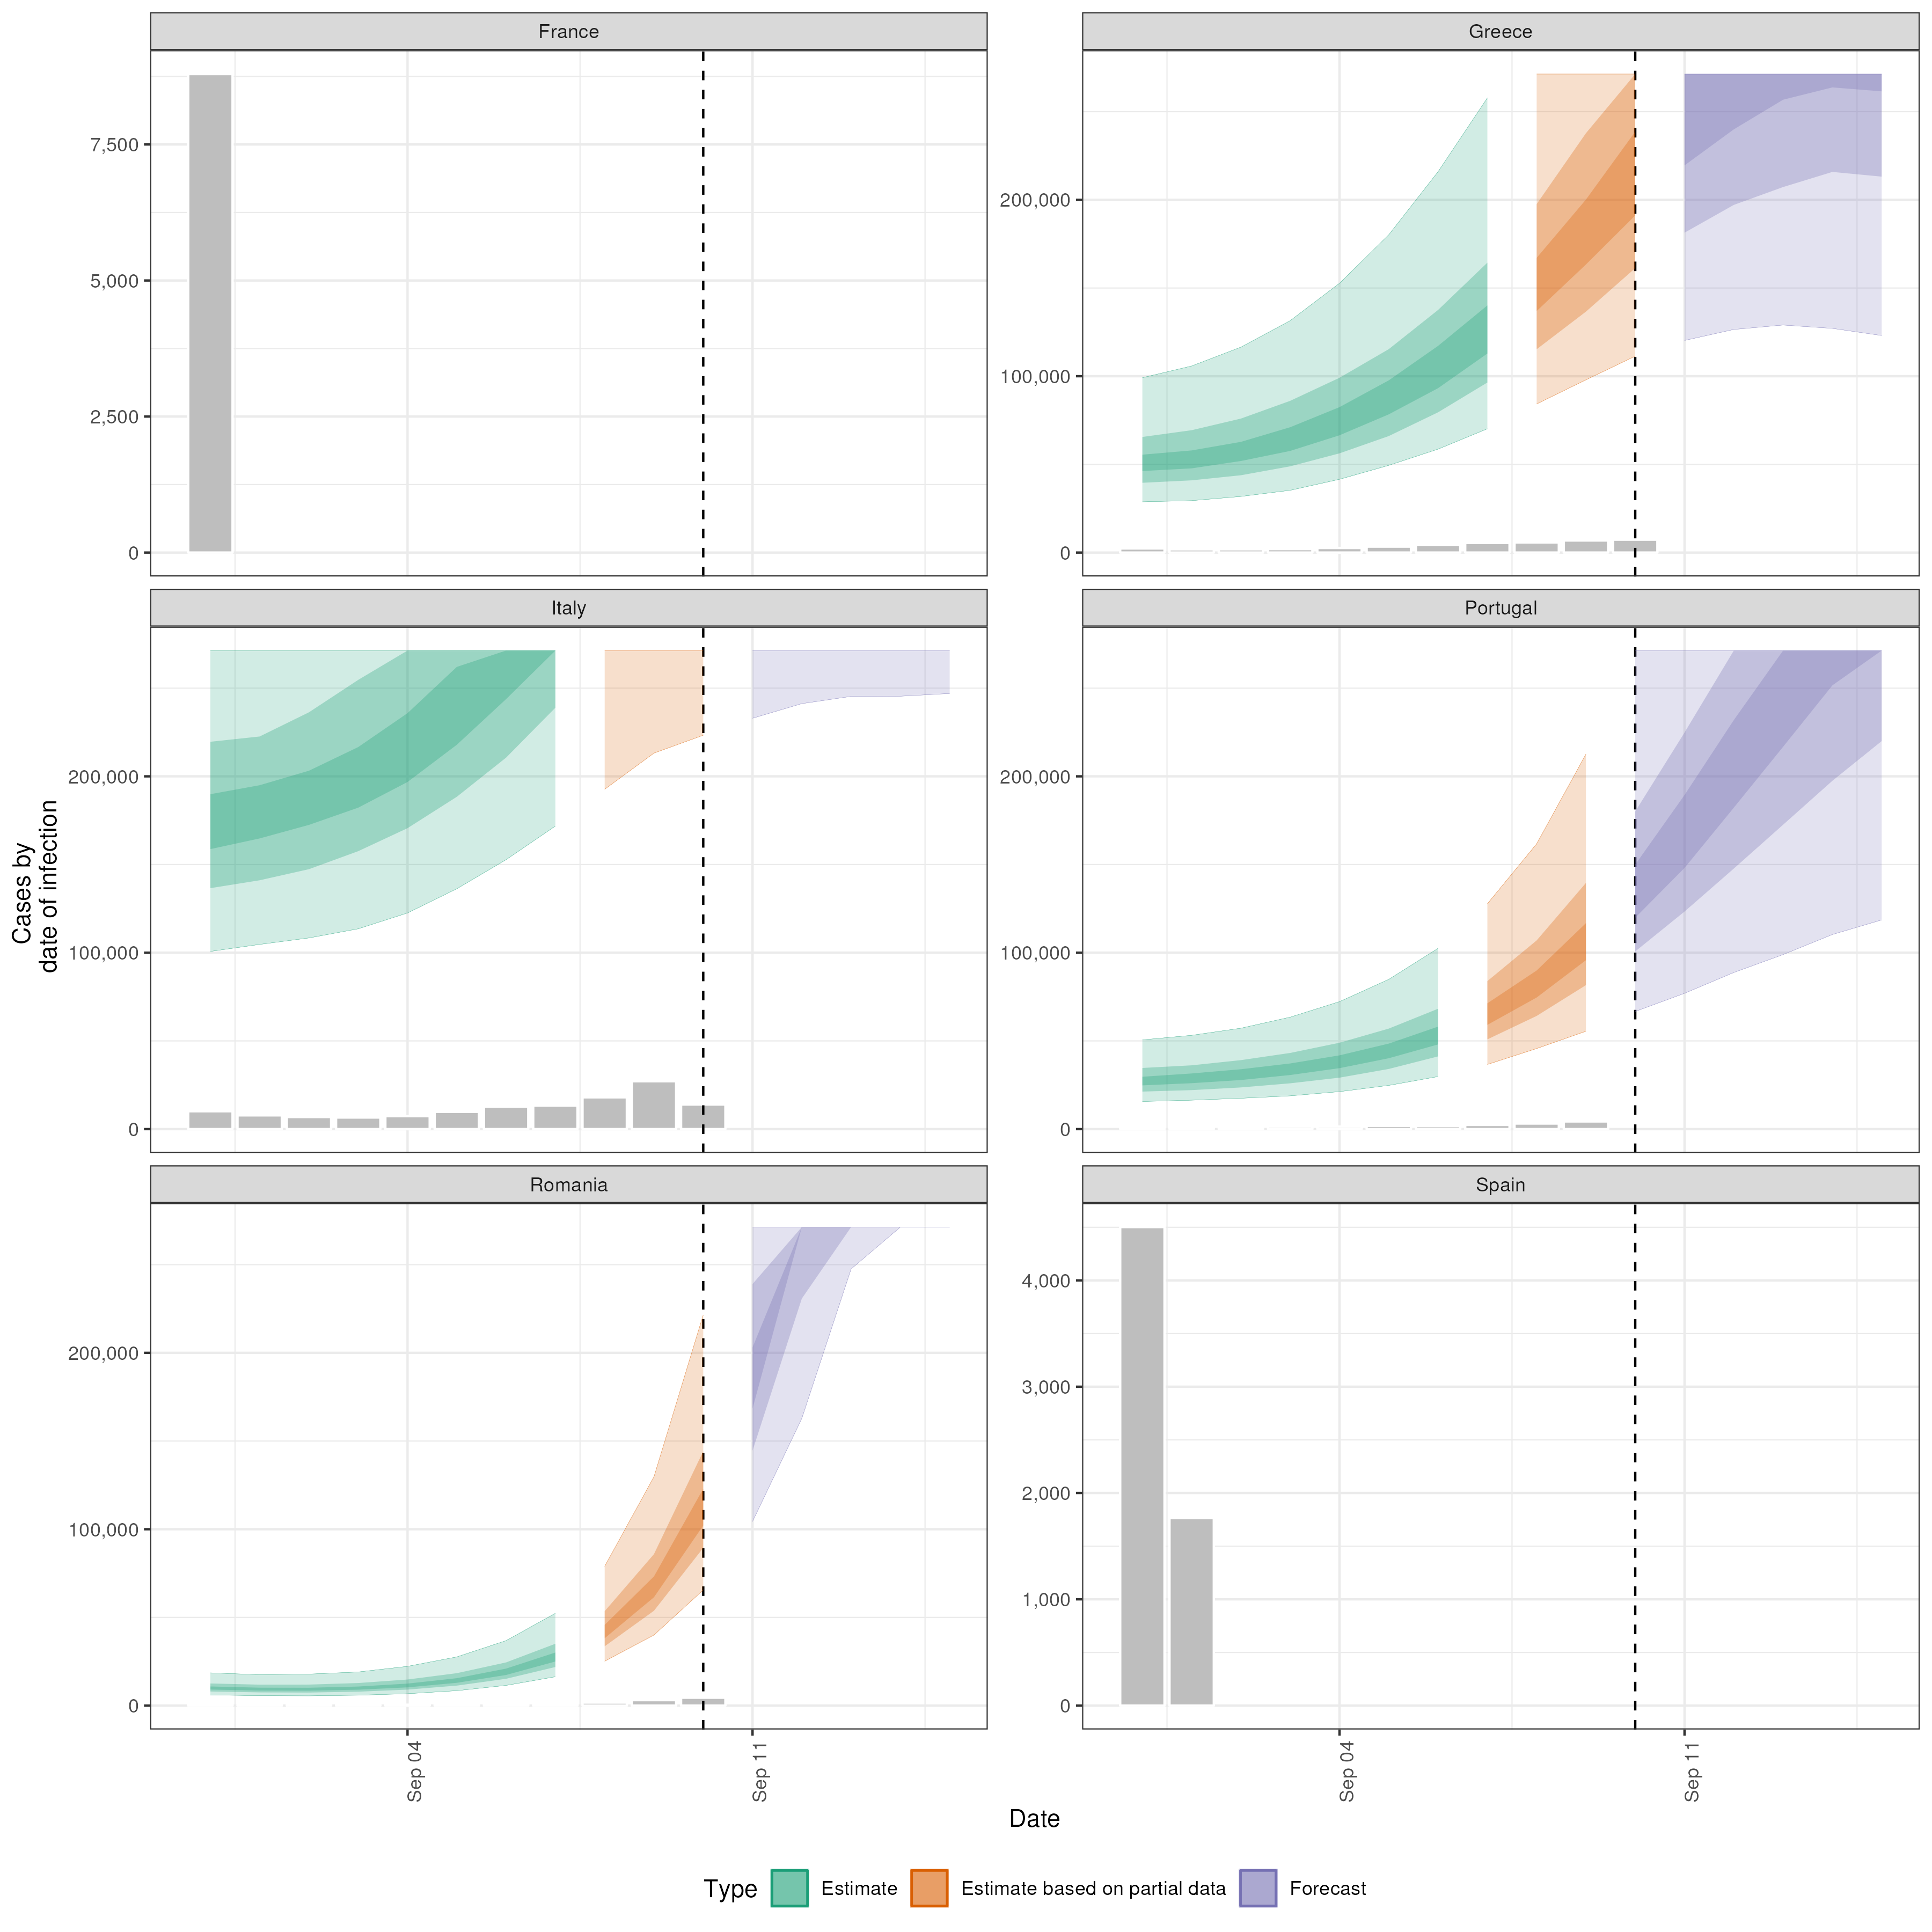 France
Greece
7,500
5,000
2,500
0
200,000
100,000
0
Italy
Portugal
200,000
100,000
0
200,000
100,000
0
Cases by
date of infection
Romania
Spain
200,000
100,000
0
4,000
3,000
2,000
1,000
0
Sep 04
Sep 11
Sep 04
Sep 11
Date
Type Estimate Estimate based on partial data Forecast